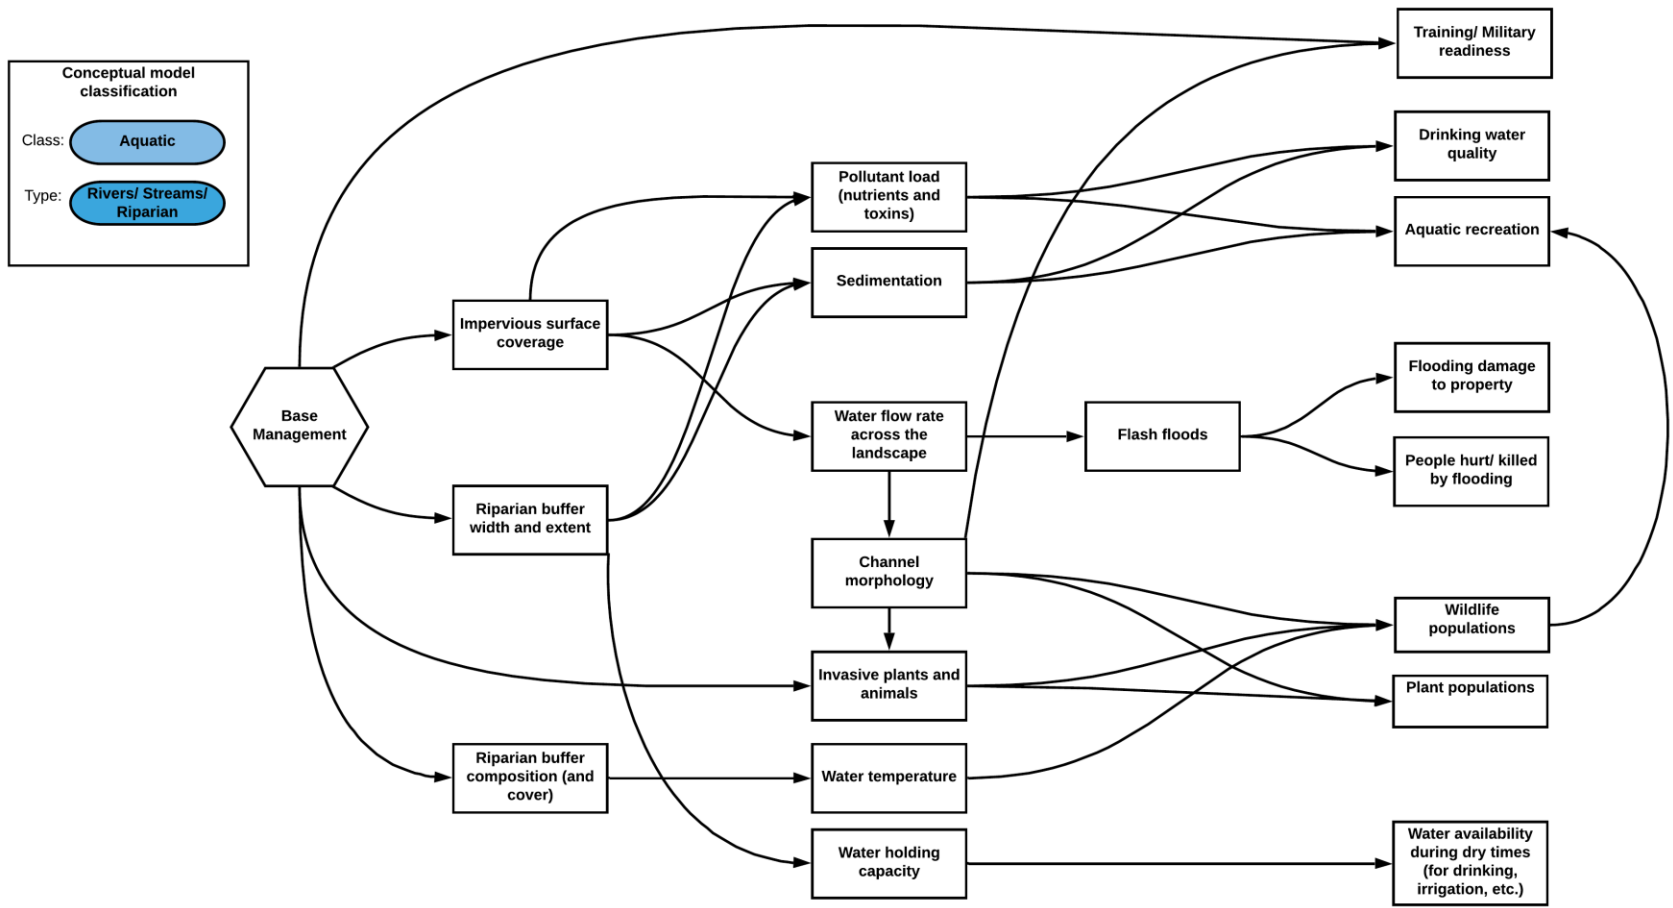 Training/ Military
readiness
Conceptual model
classification
Class:
Aquatic
Type:
Rivers/ Streams/
Riparian
Drinking water
quality
Pollutant load
(nutrients and
toxins)
Aquatic recreation
Sedimentation
Impervious surface
coverage
Flooding damage
to property
Base
Management
Water flow rate
across the
landscape
Flash floods
People hurt/ killed
by flooding
Riparian buffer
width and extent
Channel
morphology
Wildlife
populations
Invasive plants and
animals
Plant populations
Riparian buffer
composition (and
cover)
Water temperature
Water holding
capacity
Water availability
during dry times
(for drinking,
irrigation, etc.)